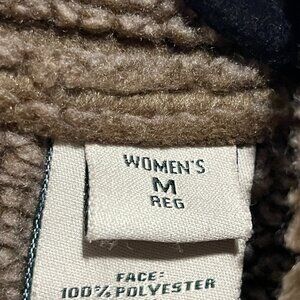 WOMEN'S
M
REG
FACE:
100% POLYESTER